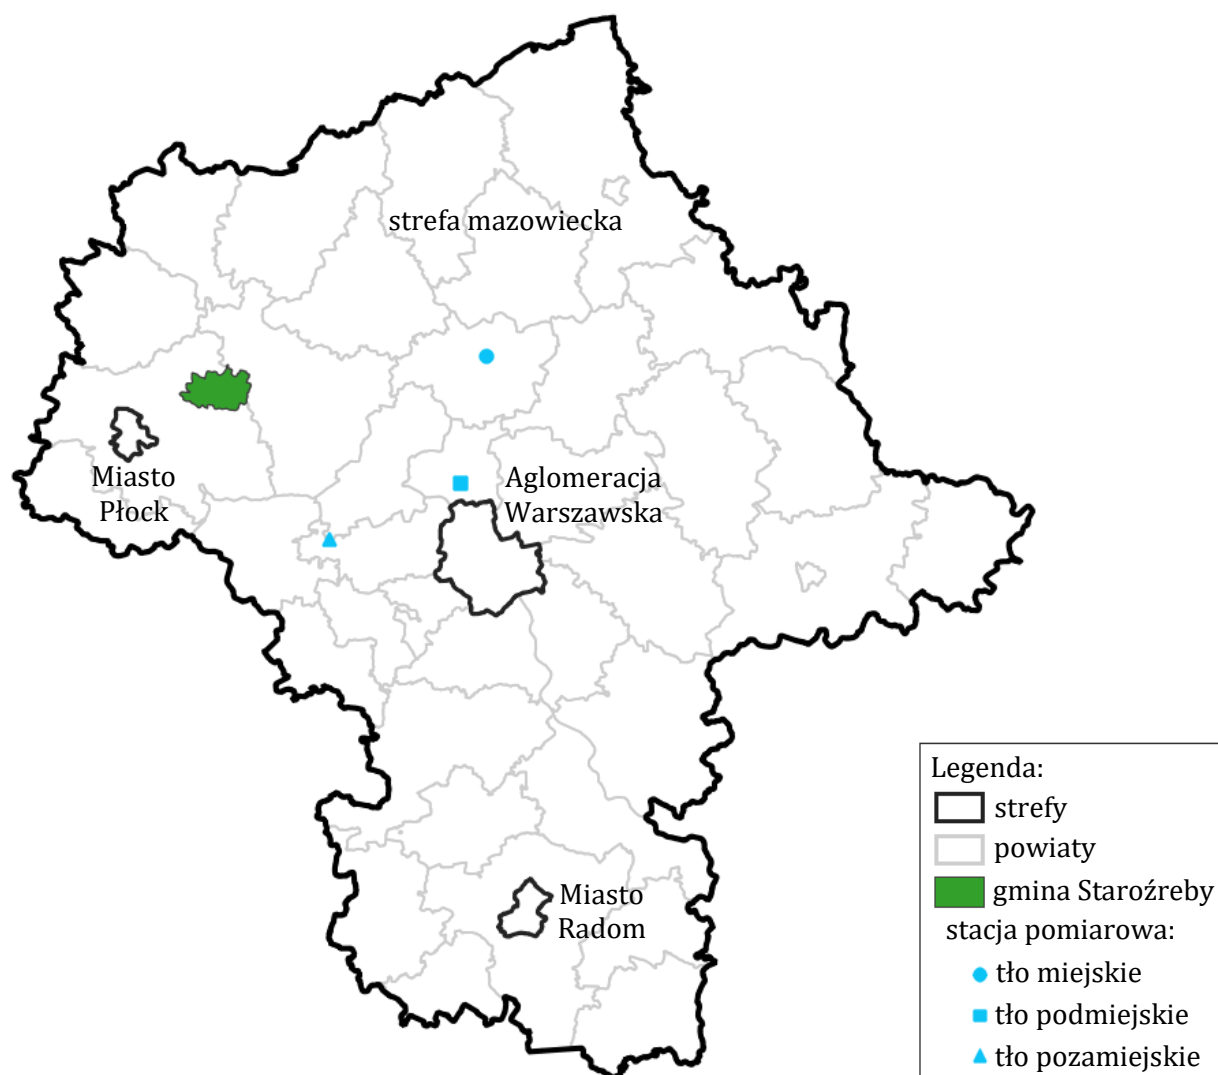 strefa mazowiecka
Miasto
Płock
Aglomeracja
Warszawska
Miasto
Radom
Legenda:
strefy
powiaty
gmina Staroźreby
stacja pomiarowa:
tło miejskie
tło podmiejskie
tło pozamiejskie